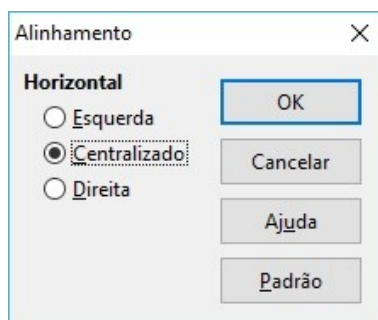 Alinhamento
Horizontal
Esquerda
Centralizado
Direita
OK
Cancelar
Ajuda
Padrão